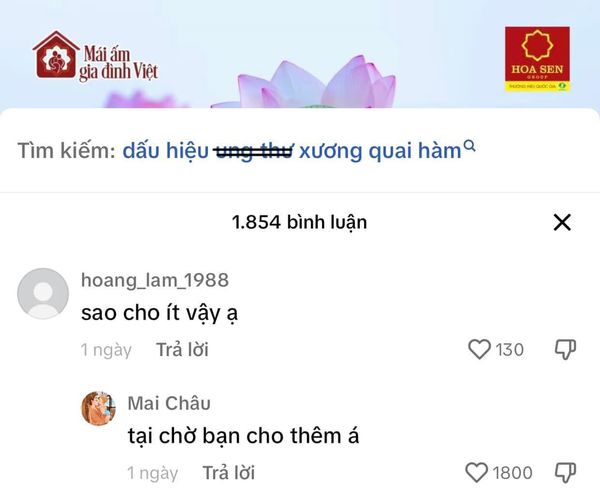 Mái ấm
gia đình Việt
HOA SEN
GROUP
THƯƠNG HIỆU QUỐC GIA
Tìm kiếm: dấu hiệu ung thư xương quai hàm
1.854 bình luận
hoang_lam_1988
sao cho ít vậy ạ
1 ngày Trả lời 130
Mai Châu
tại chờ bạn cho thêm á
1 ngày Trả lời 1800